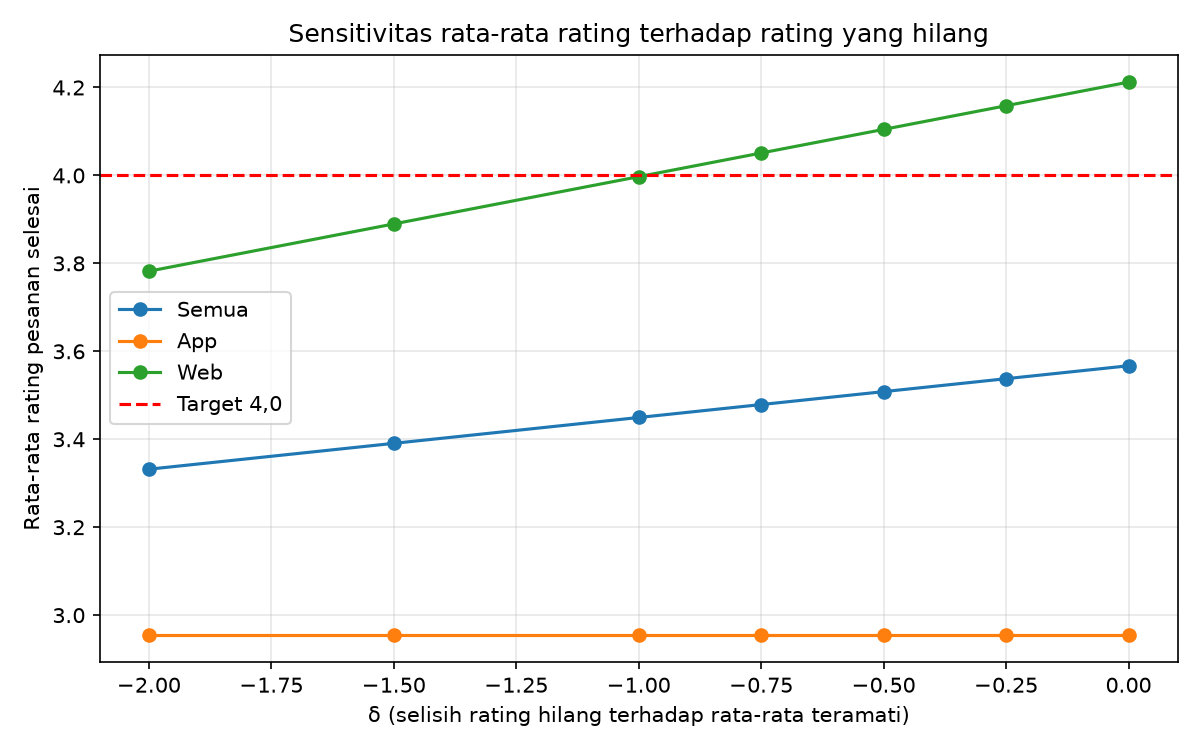 Sensitivitas rata-rata rating terhadap rating yang hilang
Rata-rata rating pesanan selesai
4.2
4.0
3.8
3.6
3.4
3.2
3.0
Semua
App
Web
Target 4,0
−2.00 −1.75 −1.50 −1.25 −1.00 −0.75 −0.50 −0.25 0.00
δ (selisih rating hilang terhadap rata-rata teramati)